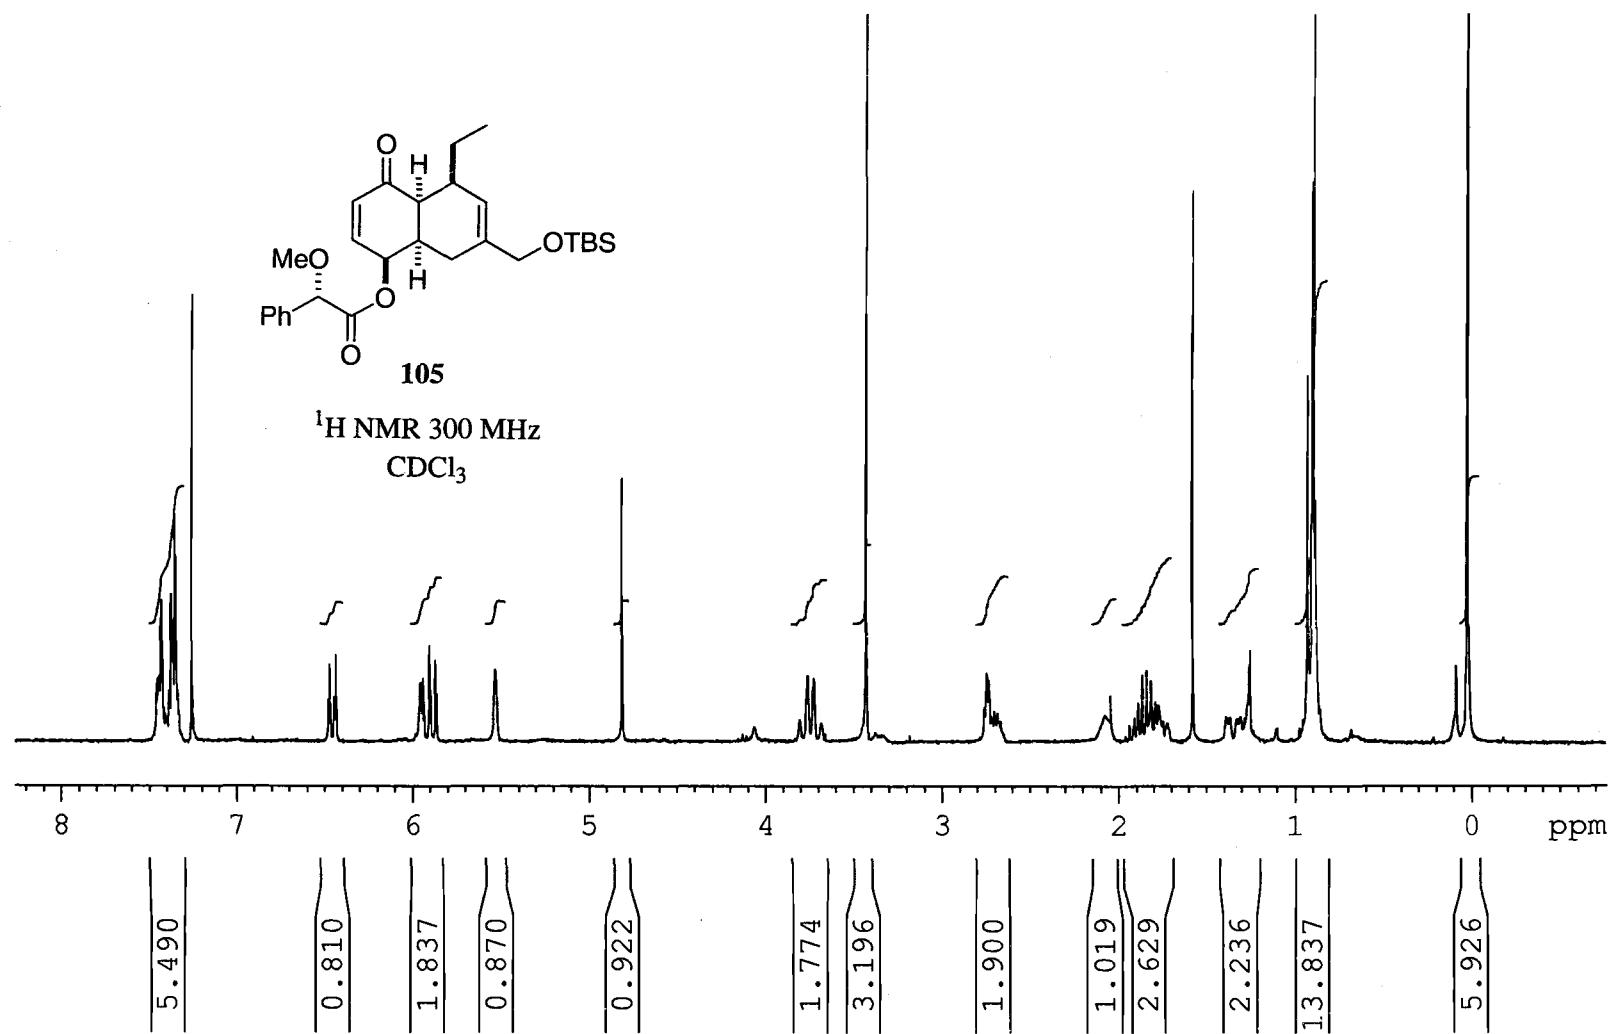 O
H
OTBS
MeO
H
O
Ph
O
105
¹H NMR 300 MHz
CDCl₃
8 7 6 5 4 3 2 1 0 ppm
5.490 0.810 1.837 0.870 0.922 1.774 3.196 1.900 1.019 2.629 2.236 13.837 5.926